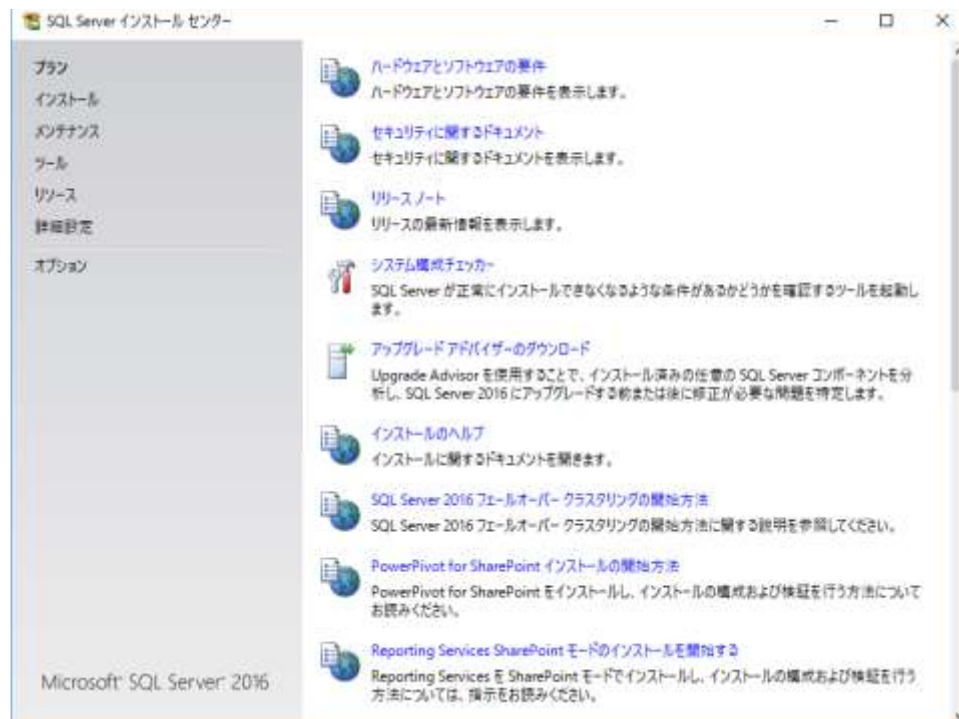 SQL Server インストール センター
プラン
インストール
メンテナンス
ツール
リソース
詳細設定
オプション
Microsoft SQL Server 2016
ハードウェアとソフトウェアの要件
ハードウェアとソフトウェアの要件を表示します。
セキュリティに関するドキュメント
セキュリティに関するドキュメントを表示します。
リリース ノート
リリースの最新情報を表示します。
システム構成チェッカー
SQL Server が正常にインストールできなくなるような条件があるかどうかを確認するツールを起動し
ます。
アップグレード アドバイザーのダウンロード
Upgrade Advisor を使用することで、インストール済みの任意の SQL Server コンポーネントを分
析し、SQL Server 2016 にアップグレードする前または後に修正が必要な問題を特定します。
インストールのヘルプ
インストールに関するドキュメントを開きます。
SQL Server 2016 フェールオーバー クラスタリングの開始方法
SQL Server 2016 フェールオーバー クラスタリングの開始方法に関する説明を参照してください。
PowerPivot for SharePoint インストールの開始方法
PowerPivot for SharePoint をインストールし、インストールの構成および検証を行う方法について
お読みください。
Reporting Services SharePoint モードのインストールを開始する
Reporting Services を SharePoint モードでインストールし、インストールの構成および検証を行う
方法については、指示をお読みください。